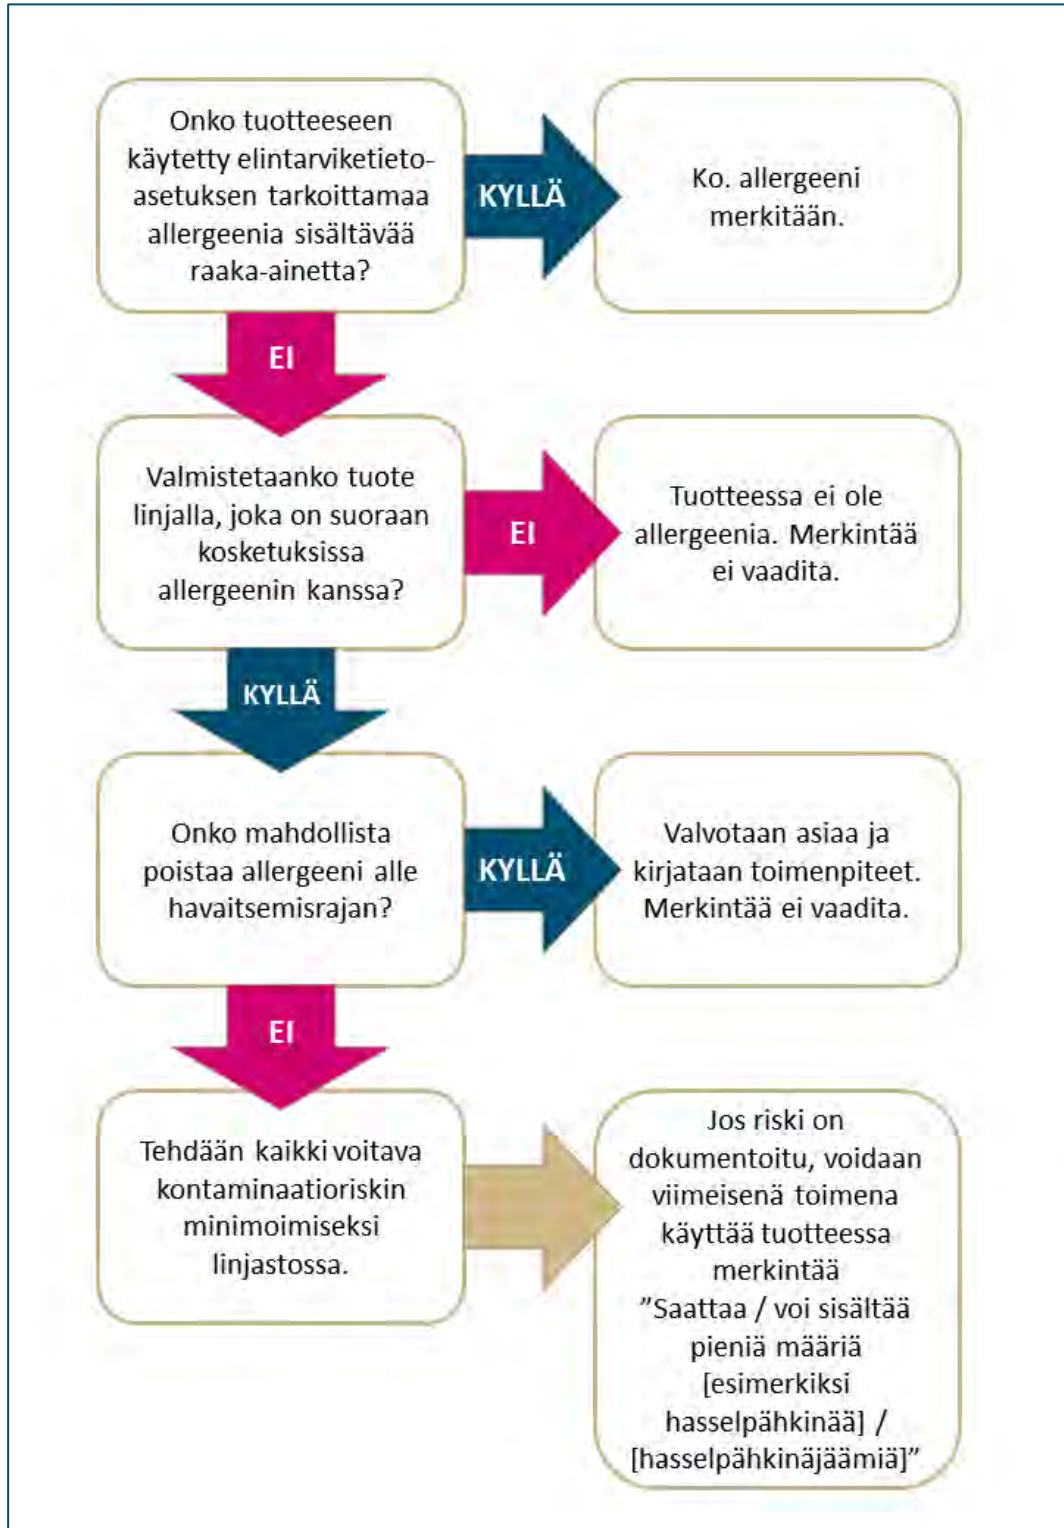 Onko tuotteeseen
käytetty elintarviketieto-
asetuksen tarkoittamaa
allergeenia sisältävää
raaka-ainetta?
KYLLÄ
Ko. allergeeni
merkitään.
EI
Valmistetaanko tuote
linjalla, joka on suoraan
kosketuksissa
allergeenin kanssa?
EI
Tuotteessa ei ole
allergeenia. Merkintää
ei vaadita.
KYLLÄ
Onko mahdollista
poistaa allergeeni alle
havaitsemisrajan?
KYLLÄ
Valvotaan asiaa ja
kirjataan toimenpiteet.
Merkintää ei vaadita.
EI
Tehdään kaikki voitava
kontaminaatioriskin
minimoimiseksi
linjastossa.
Jos riski on
dokumentoitu, voidaan
viimeisenä toimena
käyttää tuotteessa
merkintää
”Saattaa / voi sisältää
pieniä määriä
[esimerkiksi
hasselpähkinää] /
[hasselpähkinäjäämiä]”